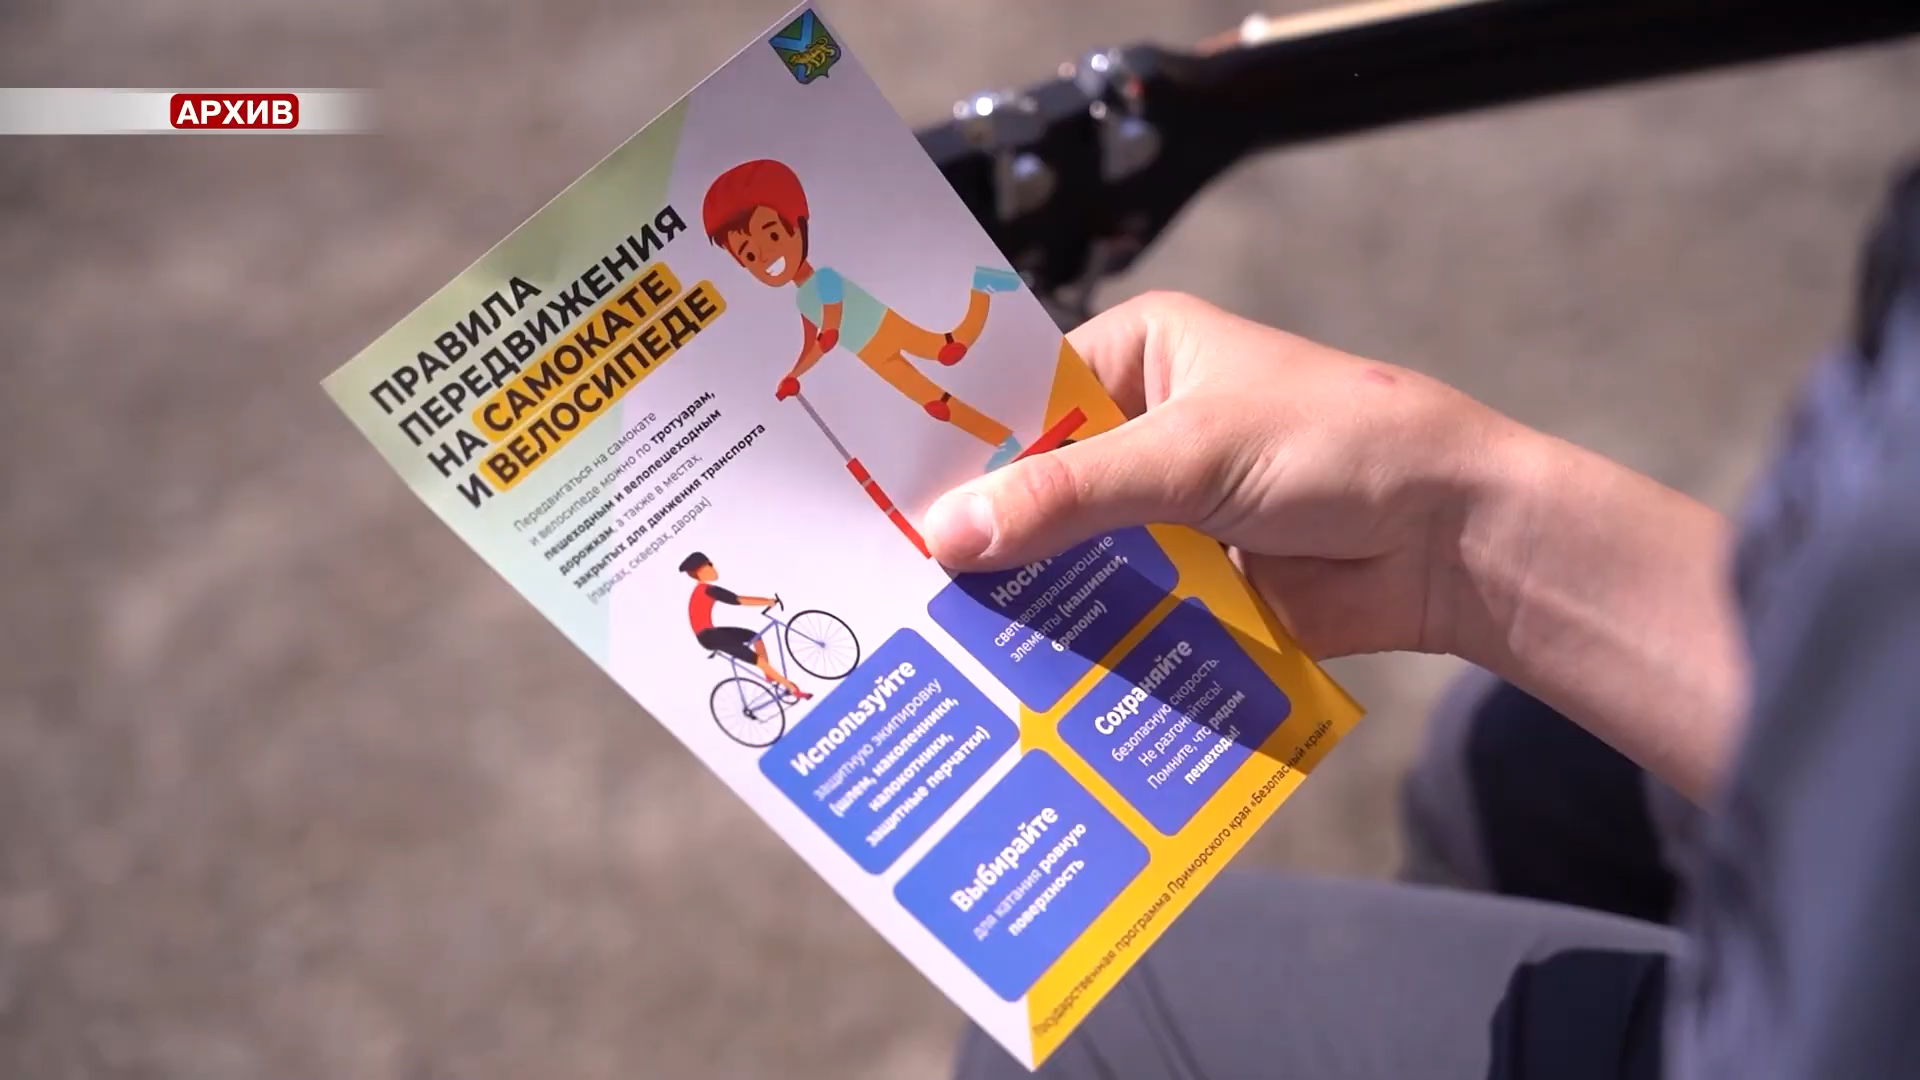 АРХИВ
ПРАВИЛА
ПЕРЕДВИЖЕНИЯ
НА САМОКАТЕ
И ВЕЛОСИПЕДЕ
Передвигаться на самокате
и велосипеде можно по тротуарам,
пешеходным и велопешеходным
дорожкам, а также в местах,
закрытых для движения транспорта
(парках, скверах, дворах)
Используйте
защитную экипировку
(шлем, наколенники,
налокотники,
защитные перчатки)
световозвращающие
элементы (нашивки,
брелоки)
Выбирайте
для катания ровную
поверхность
Сохраняйте
безопасную скорость.
Не разгоняйтесь!
Помните, что рядом
пешеходы!
Государственная программа Приморского края «Безопасный край»